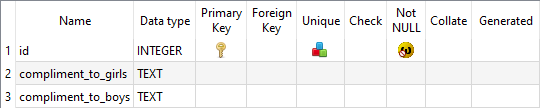 Name Data type Primary Key Foreign Key Unique Check Not NULL Collate Generated
1 id INTEGER
2 compliment_to_girls TEXT
3 compliment_to_boys TEXT